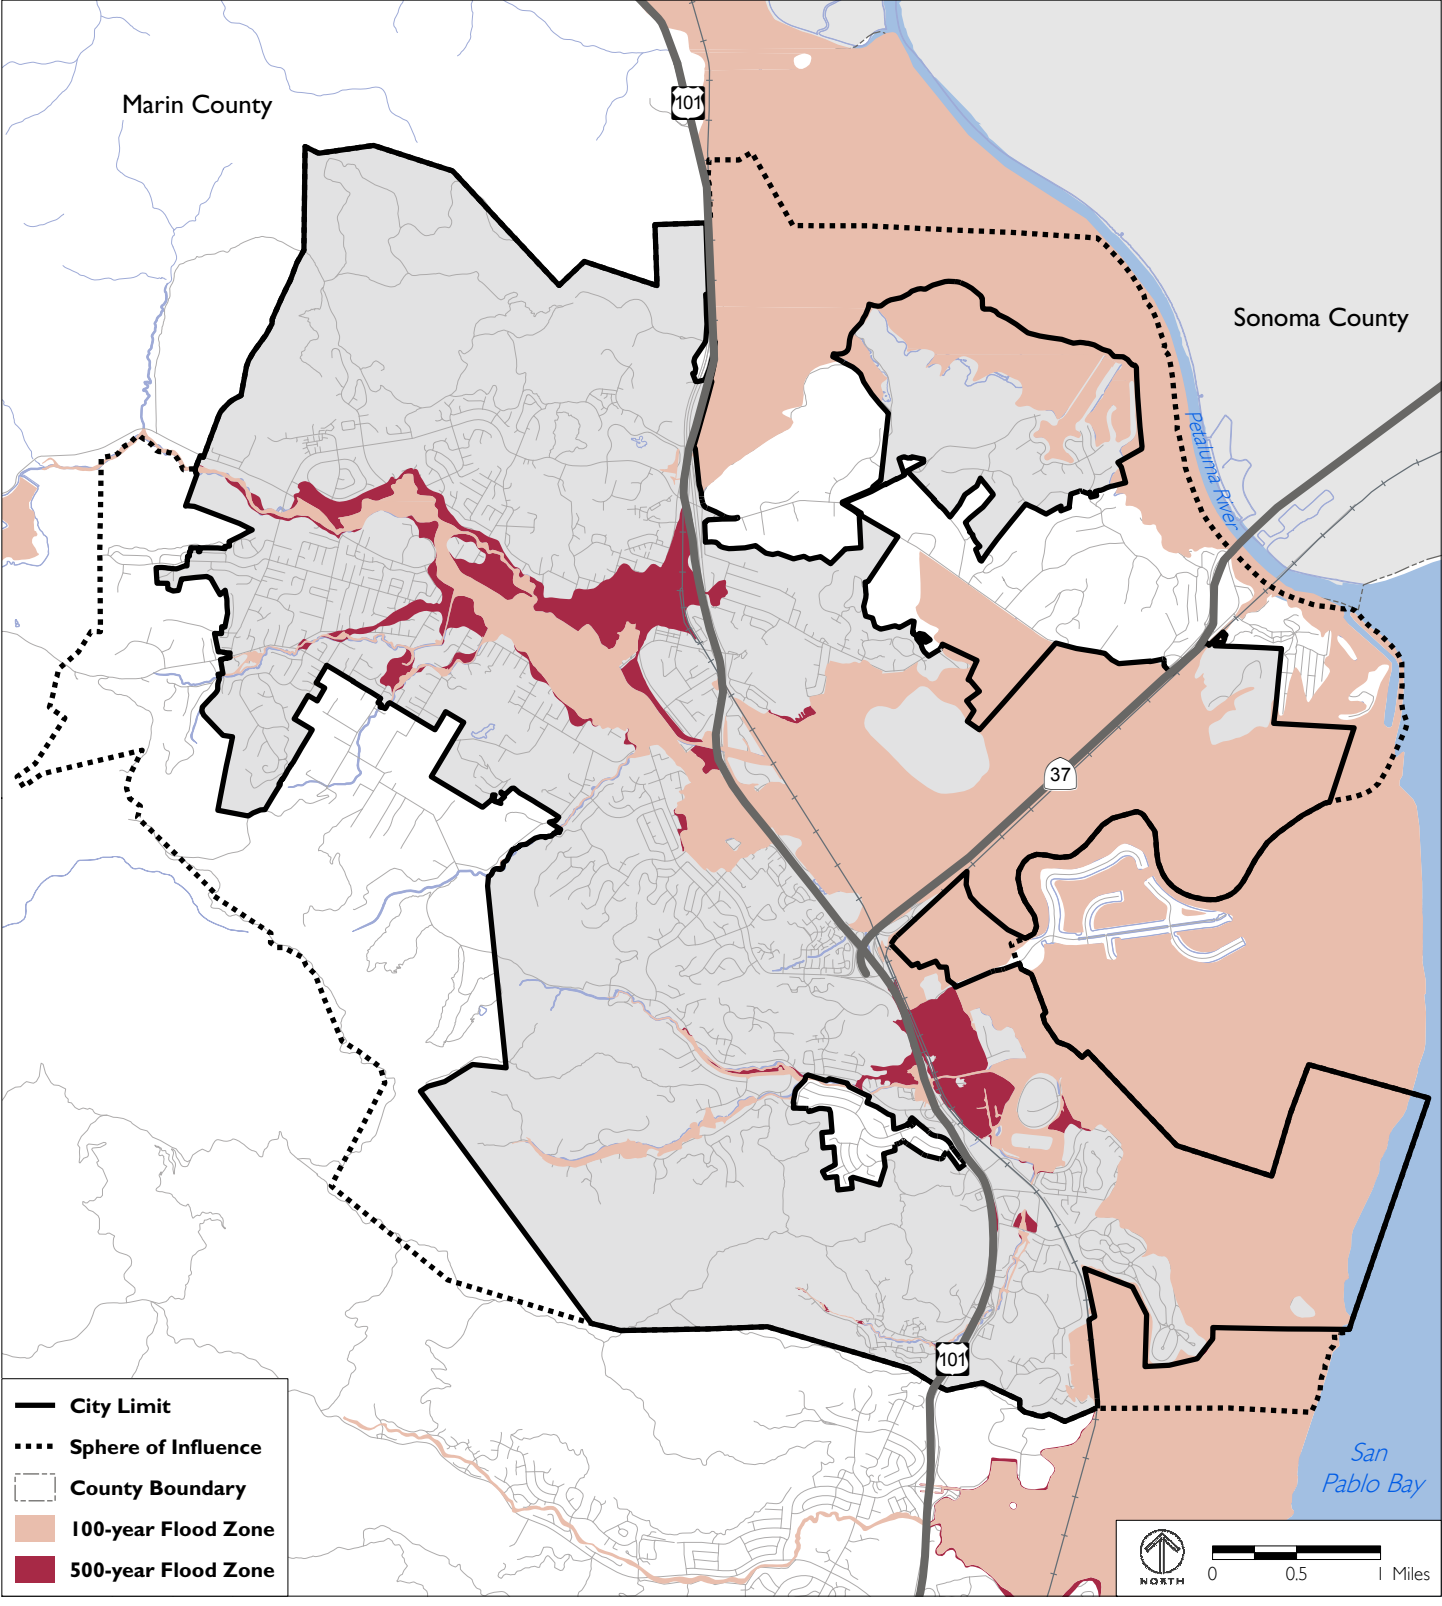 Marin County
101
Sonoma County
Petaluma River
37
101
San
Pablo Bay
City Limit
Sphere of Influence
County Boundary
100-year Flood Zone
500-year Flood Zone
NORTH
0 0.5 1 Miles